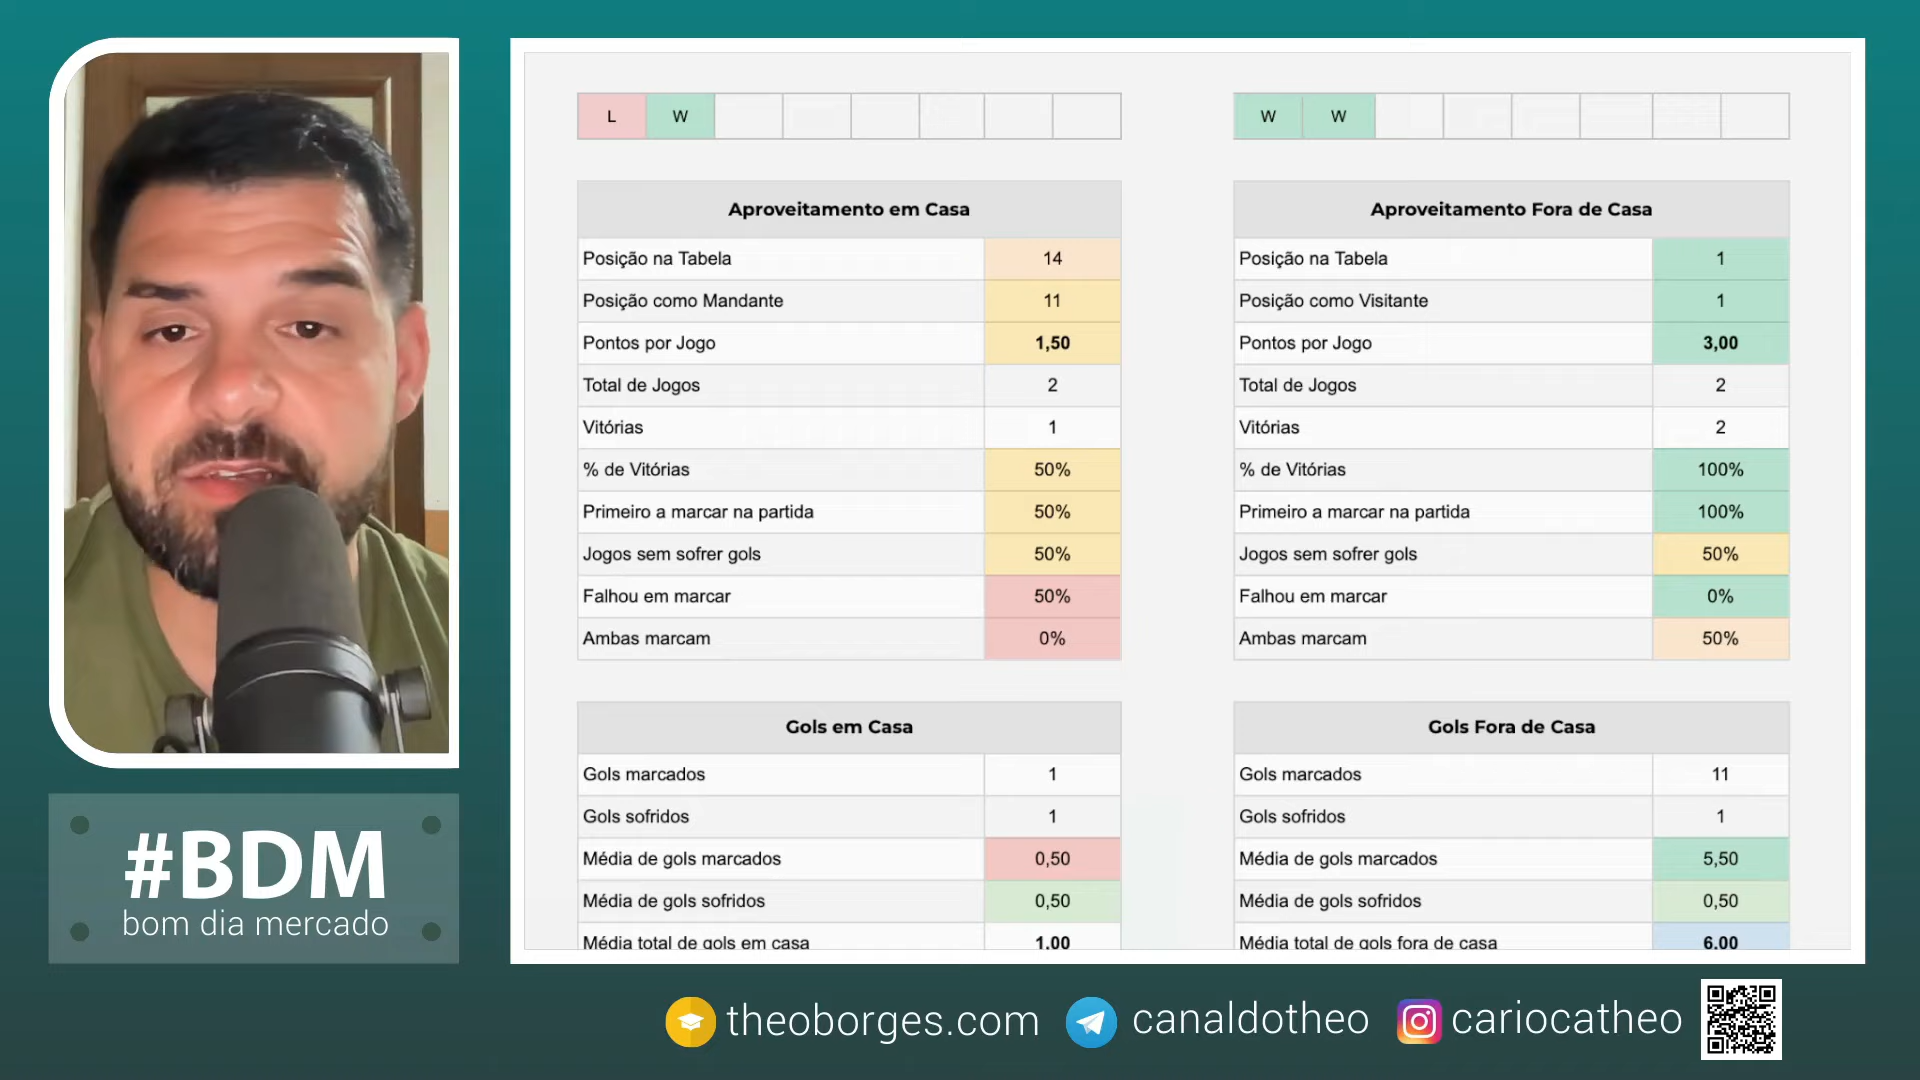 L W
W W
Aproveitamento em Casa
Posição na Tabela 14
Posição como Mandante 11
Pontos por Jogo 1,50
Total de Jogos 2
Vitórias 1
% de Vitórias 50%
Primeiro a marcar na partida 50%
Jogos sem sofrer gols 50%
Falhou em marcar 50%
Ambas marcam 0%
Aproveitamento Fora de Casa
Posição na Tabela 1
Posição como Visitante 1
Pontos por Jogo 3,00
Total de Jogos 2
Vitórias 2
% de Vitórias 100%
Primeiro a marcar na partida 100%
Jogos sem sofrer gols 50%
Falhou em marcar 0%
Ambas marcam 50%
Gols em Casa
Gols marcados 1
Gols sofridos 1
Média de gols marcados 0,50
Média de gols sofridos 0,50
Média total de gols em casa 1,00
Gols Fora de Casa
Gols marcados 11
Gols sofridos 1
Média de gols marcados 5,50
Média de gols sofridos 0,50
Média total de gols fora de casa 6,00
#BDM
bom dia mercado
theoborges.com
canaldotheo
cariocatheo